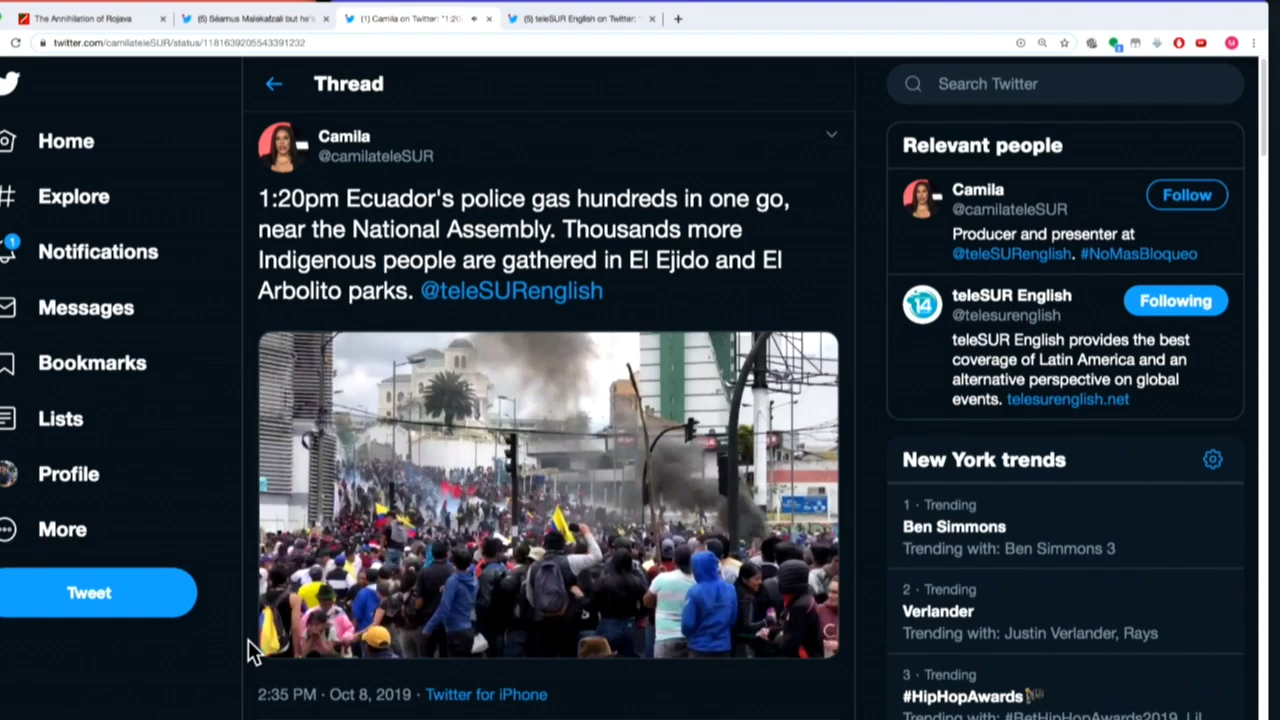 The Annihilation of Rojava
(5) Séamus Malekafzali but he's
(1) Camila on Twitter: "1:20
(5) teleSUR English on Twitter: "
twitter.com/camilateleSUR/status/1181639205543391232
Thread
Search Twitter
Home
Explore
1
Notifications
Messages
Bookmarks
Lists
Profile
More
Tweet
Camila
@camilateleSUR
1:20pm Ecuador's police gas hundreds in one go,
near the National Assembly. Thousands more
Indigenous people are gathered in El Ejido and El
Arbolito parks. @teleSURenglish
2:35 PM · Oct 8, 2019 · Twitter for iPhone
Relevant people
Camila
@camilateleSUR
Follow
Producer and presenter at
@teleSURenglish. #NoMasBloqueo
teleSUR English
@telesurenglish
Following
teleSUR English provides the best
coverage of Latin America and an
alternative perspective on global
events. telesurenglish.net
New York trends
1 · Trending
Ben Simmons
Trending with: Ben Simmons 3
2 · Trending
Verlander
Trending with: Justin Verlander, Rays
3 · Trending
#HipHopAwards
Trending with: #BetHipHopAwards2019, Lil